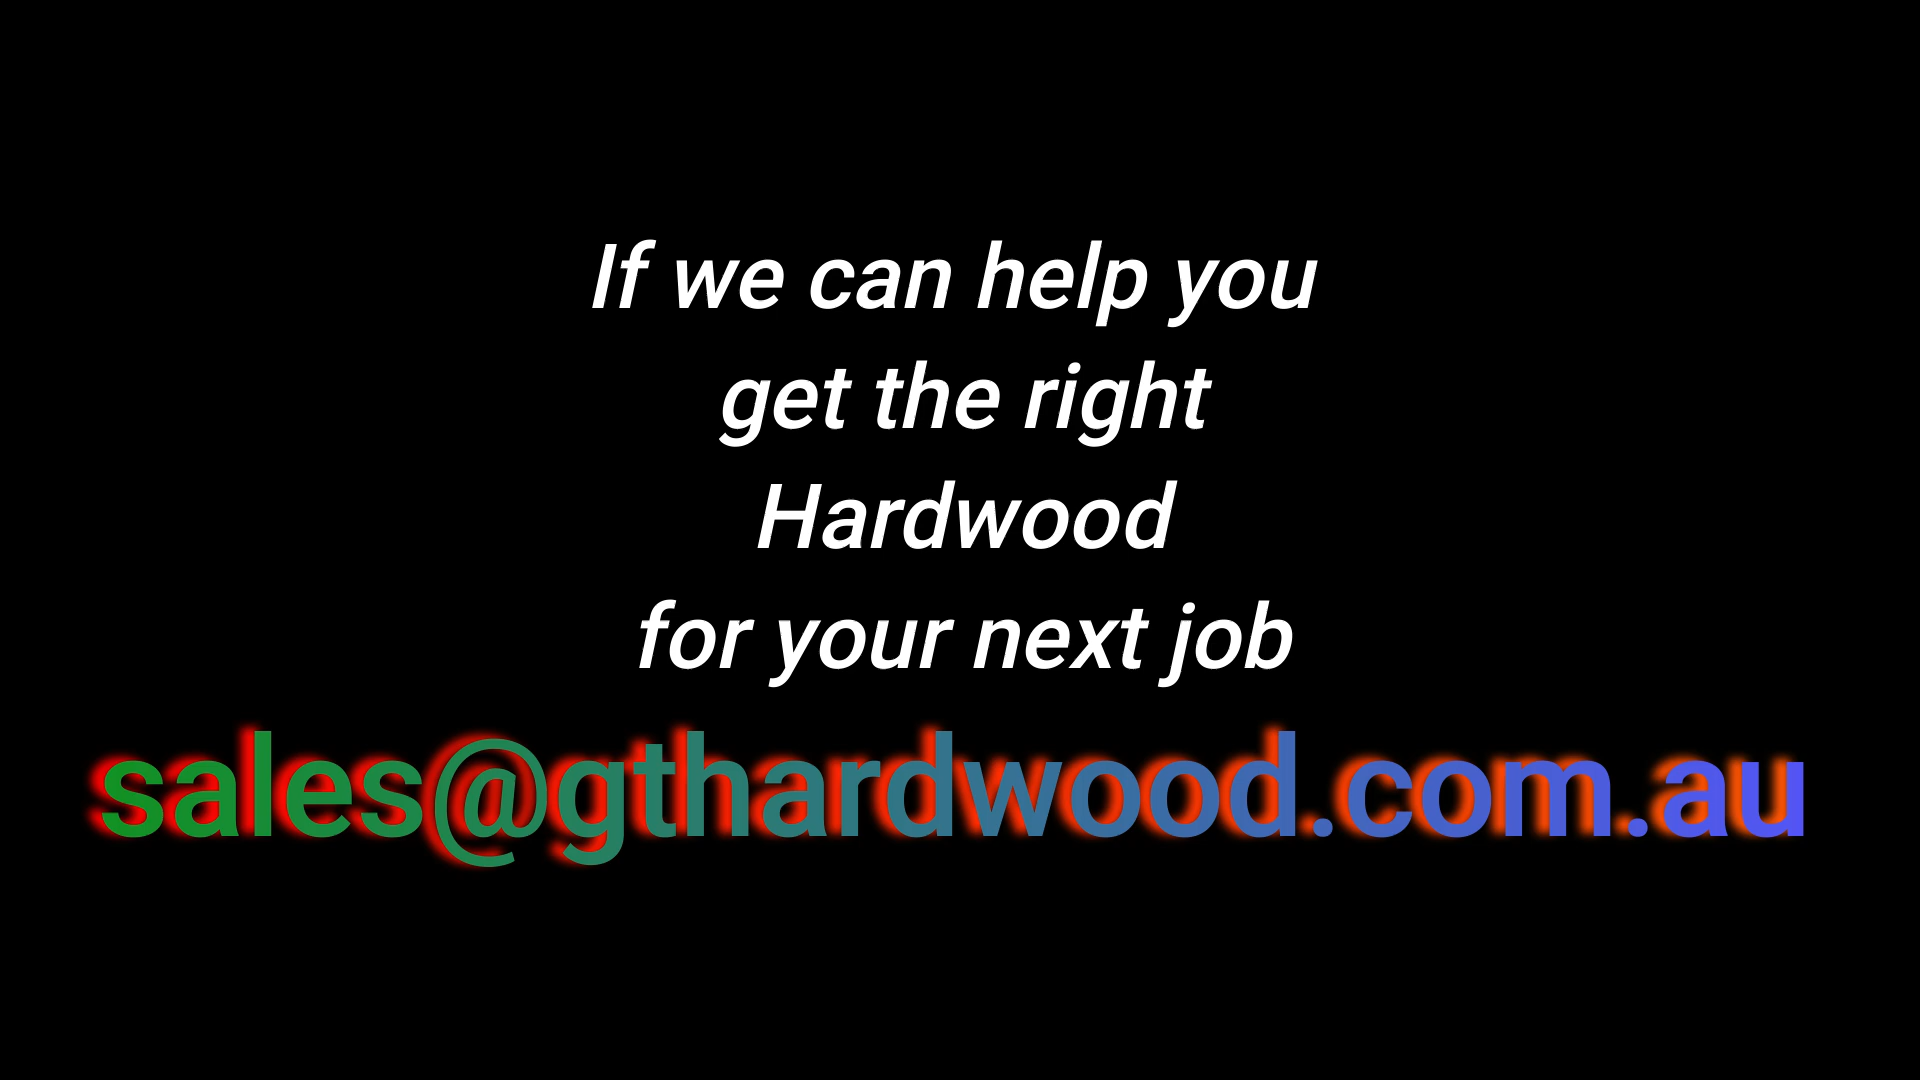 If we can help you
get the right
Hardwood
for your next job
sales@gthardwood.com.au